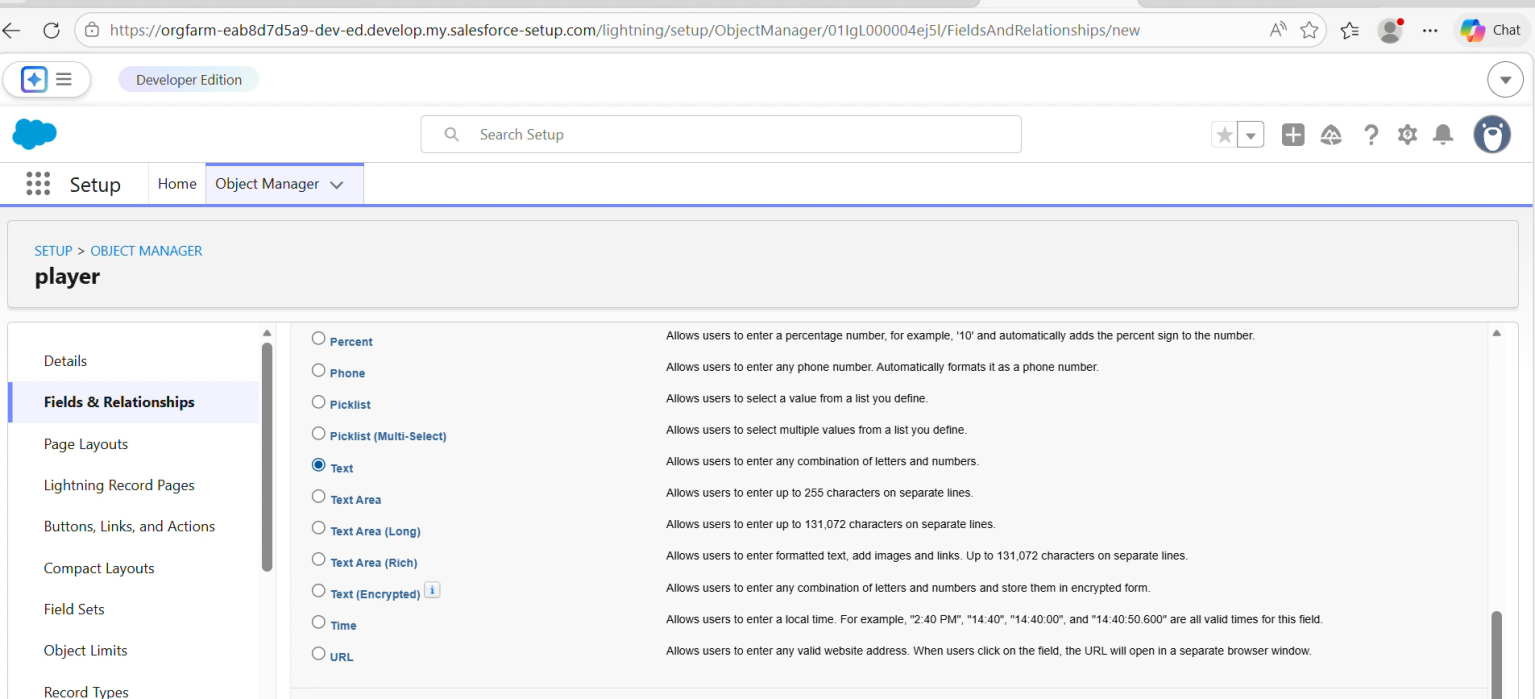 https://orgfarm-eab8d7d5a9-dev-ed.develop.my.salesforce-setup.com/lightning/setup/ObjectManager/01IgL000004ej5l/FieldsAndRelationships/new
Chat
Developer Edition
Search Setup
Setup
Home
Object Manager
SETUP > OBJECT MANAGER
player
Details
Fields & Relationships
Page Layouts
Lightning Record Pages
Buttons, Links, and Actions
Compact Layouts
Field Sets
Object Limits
Record Types
Percent Allows users to enter a percentage number, for example, '10' and automatically adds the percent sign to the number.
Phone Allows users to enter any phone number. Automatically formats it as a phone number.
Picklist Allows users to select a value from a list you define.
Picklist (Multi-Select) Allows users to select multiple values from a list you define.
Text Allows users to enter any combination of letters and numbers.
Text Area Allows users to enter up to 255 characters on separate lines.
Text Area (Long) Allows users to enter up to 131,072 characters on separate lines.
Text Area (Rich) Allows users to enter formatted text, add images and links. Up to 131,072 characters on separate lines.
Text (Encrypted) i Allows users to enter any combination of letters and numbers and store them in encrypted form.
Time Allows users to enter a local time. For example, "2:40 PM", "14:40", "14:40:00", and "14:40:50.600" are all valid times for this field.
URL Allows users to enter any valid website address. When users click on the field, the URL will open in a separate browser window.